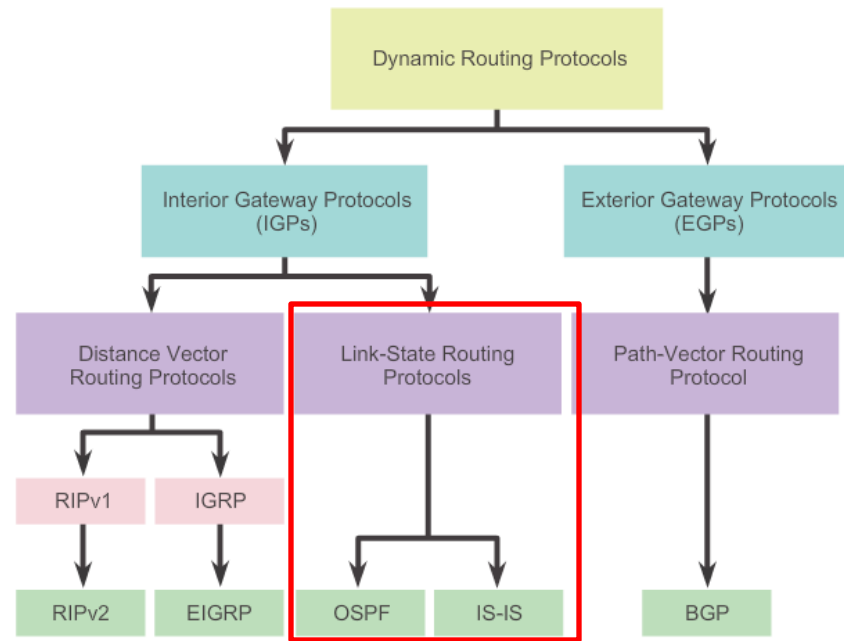 Dynamic Routing Protocols
Interior Gateway Protocols
(IGPs)
Exterior Gateway Protocols
(EGPs)
Distance Vector
Routing Protocols
Link-State Routing
Protocols
Path-Vector Routing
Protocol
RIPv1
IGRP
RIPv2
EIGRP
OSPF
IS-IS
BGP